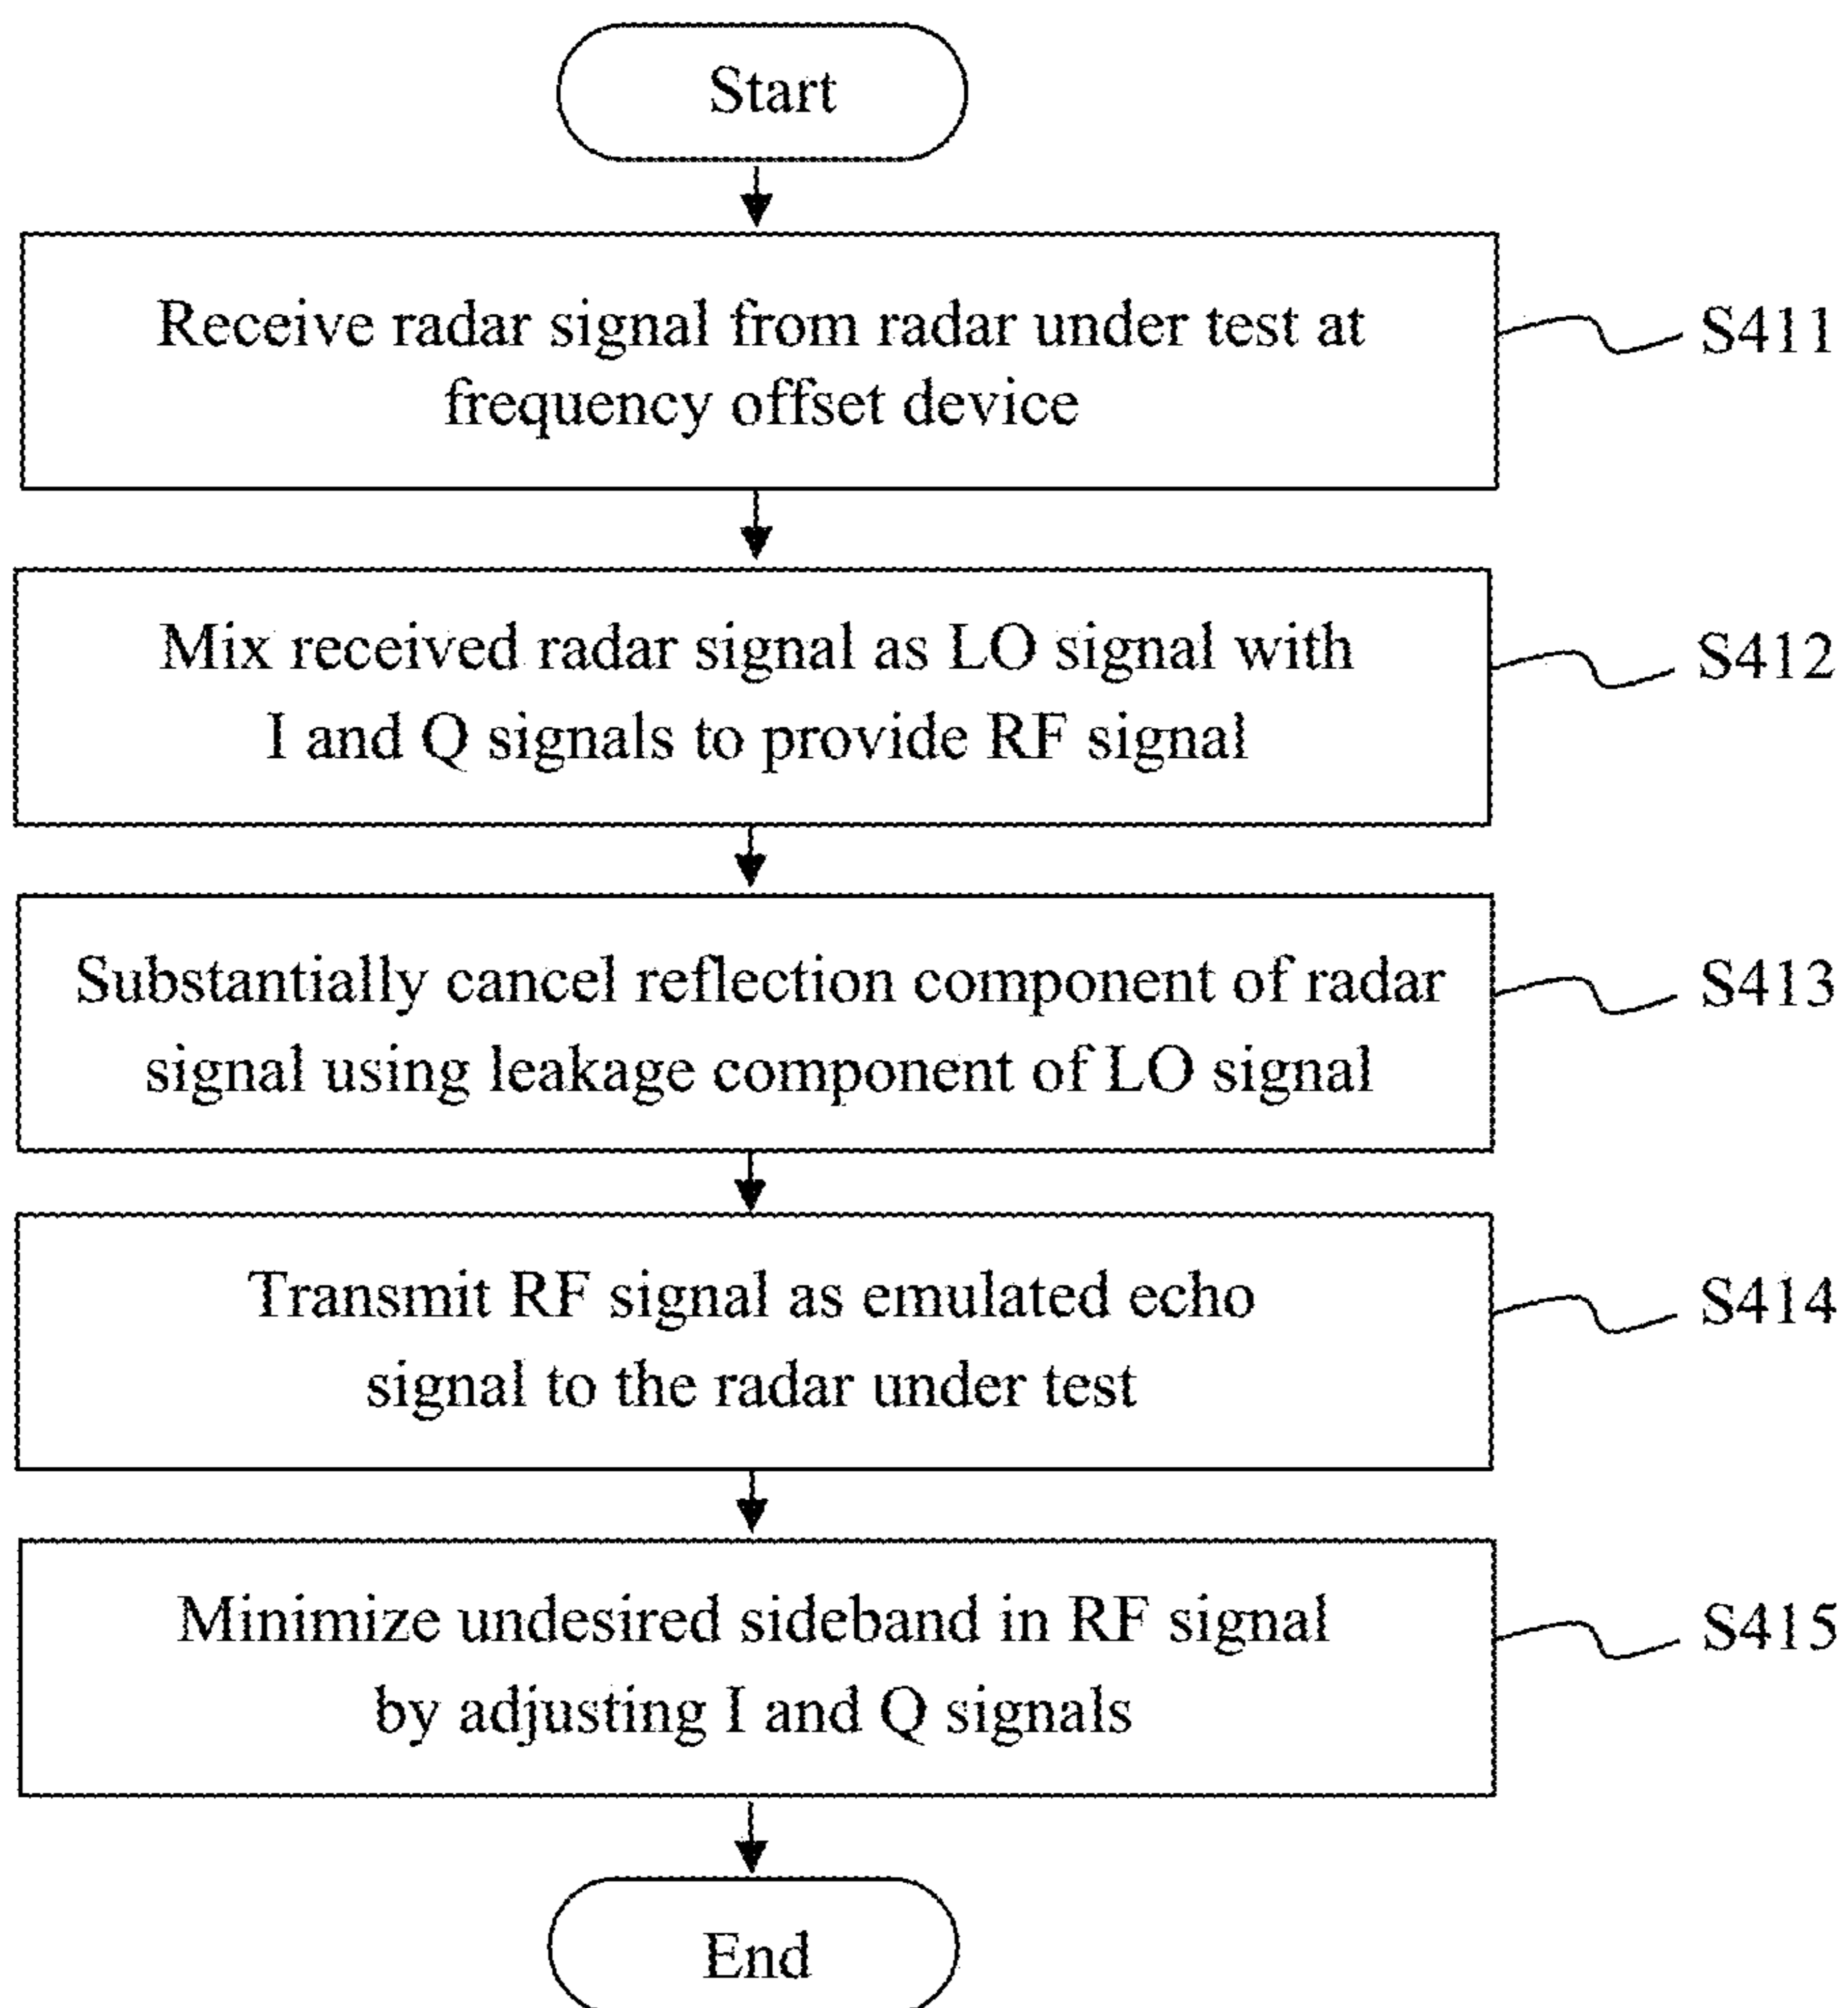 Start
Receive radar signal from radar under test at
frequency offset device
S411
Mix received radar signal as LO signal with
I and Q signals to provide RF signal
S412
Substantially cancel reflection component of radar
signal using leakage component of LO signal
S413
Transmit RF signal as emulated echo
signal to the radar under test
S414
Minimize undesired sideband in RF signal
by adjusting I and Q signals
S415
End